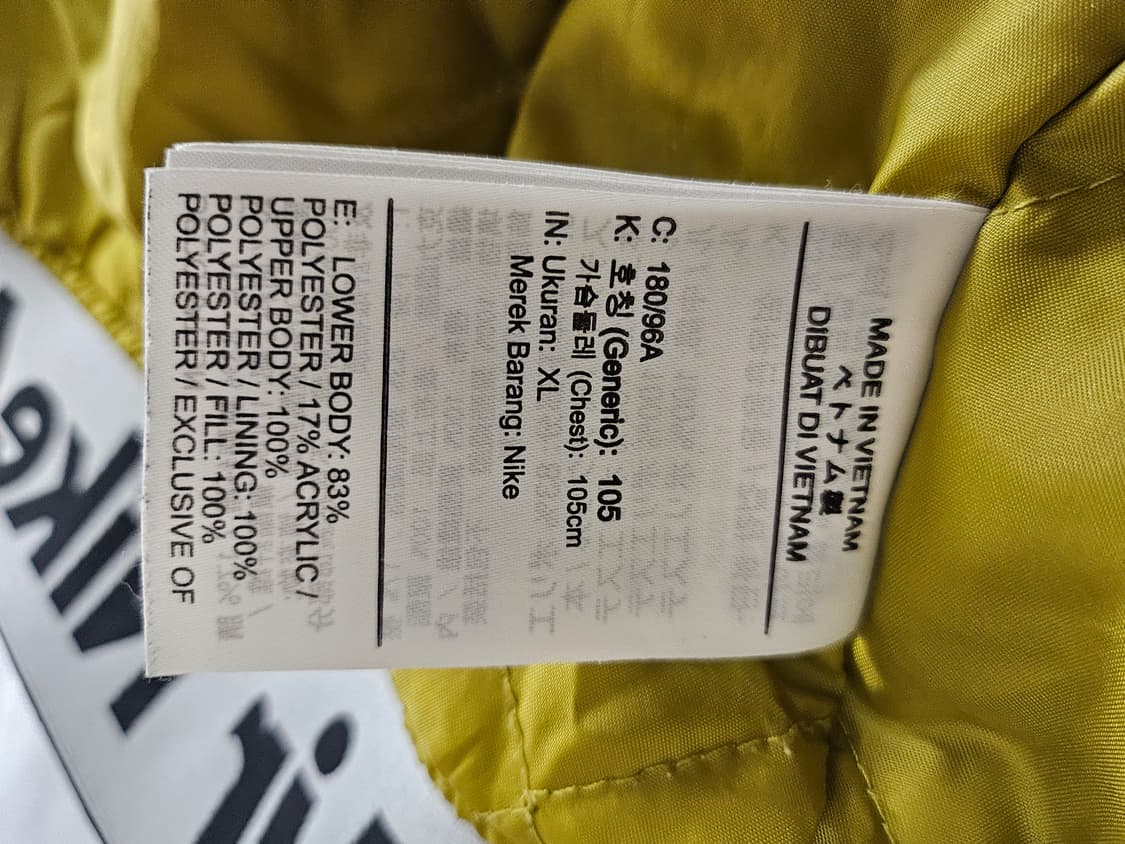 MADE IN VIETNAM
ベトナム製
DIBUAT DI VIETNAM
C: 180/96A
K: 호칭 (Generic): 105
가슴둘레 (Chest): 105cm
IN: Ukuran: XL
Merek Barang: Nike
E: LOWER BODY: 83%
POLYESTER / 17% ACRYLIC /
UPPER BODY: 100%
POLYESTER / LINING: 100%
POLYESTER / FILL: 100%
POLYESTER / EXCLUSIVE OF